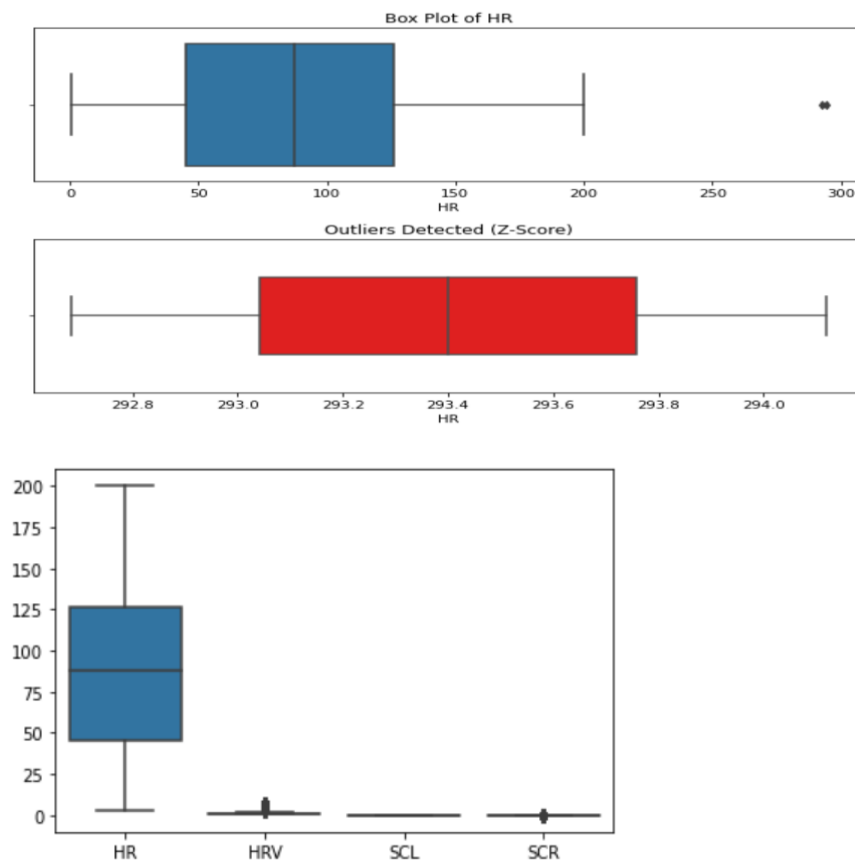 Box Plot of HR
0 50 100 150 200 250 300
HR
Outliers Detected (Z-Score)
292.8 293.0 293.2 293.4 293.6 293.8 294.0
HR
200
175
150
125
100
75
50
25
0
HR HRV SCL SCR